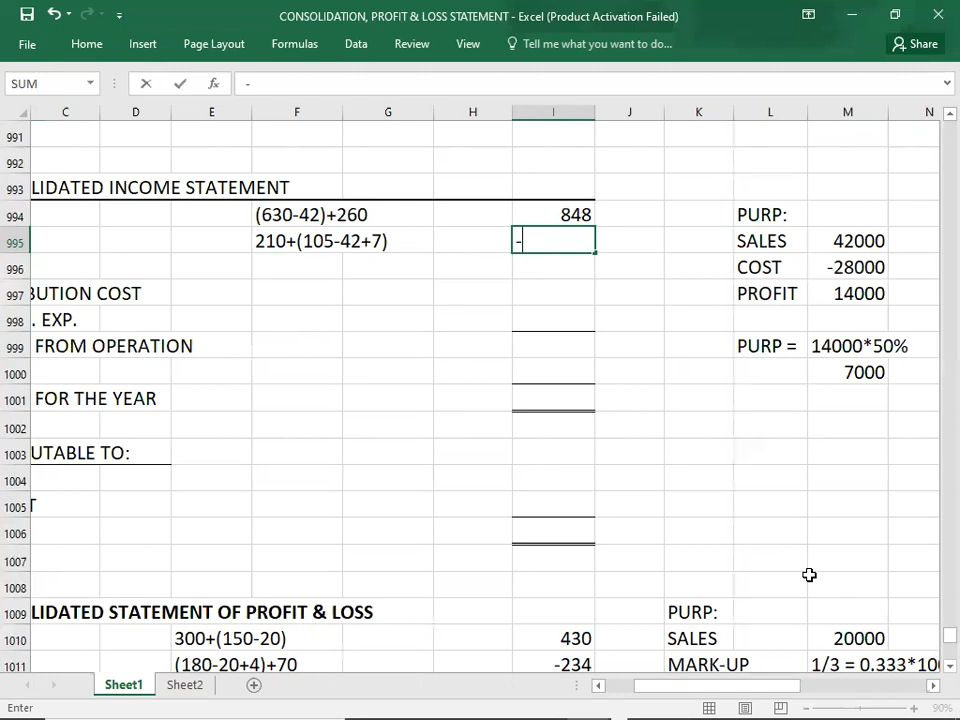 CONSOLIDATION, PROFIT & LOSS STATEMENT - Excel (Product Activation Failed)
File Home Insert Page Layout Formulas Data Review View Tell me what you want to do... Share
SUM fx -
C D E F G H I J K L M N
991
992
993 LIDATED INCOME STATEMENT
994 (630-42)+260 848 PURP:
995 210+(105-42+7) - SALES 42000
996 COST -28000
997 BUTION COST PROFIT 14000
998 . EXP.
999 FROM OPERATION PURP = 14000*50%
1000 7000
1001 FOR THE YEAR
1002
1003 UTABLE TO:
1004
1005 T
1006
1007
1008
1009 LIDATED STATEMENT OF PROFIT & LOSS PURP:
1010 300+(150-20) 430 SALES 20000
1011 (180-20+4)+70 -234 MARK-UP 1/3 = 0.333*100
Sheet1 Sheet2
Enter 90%